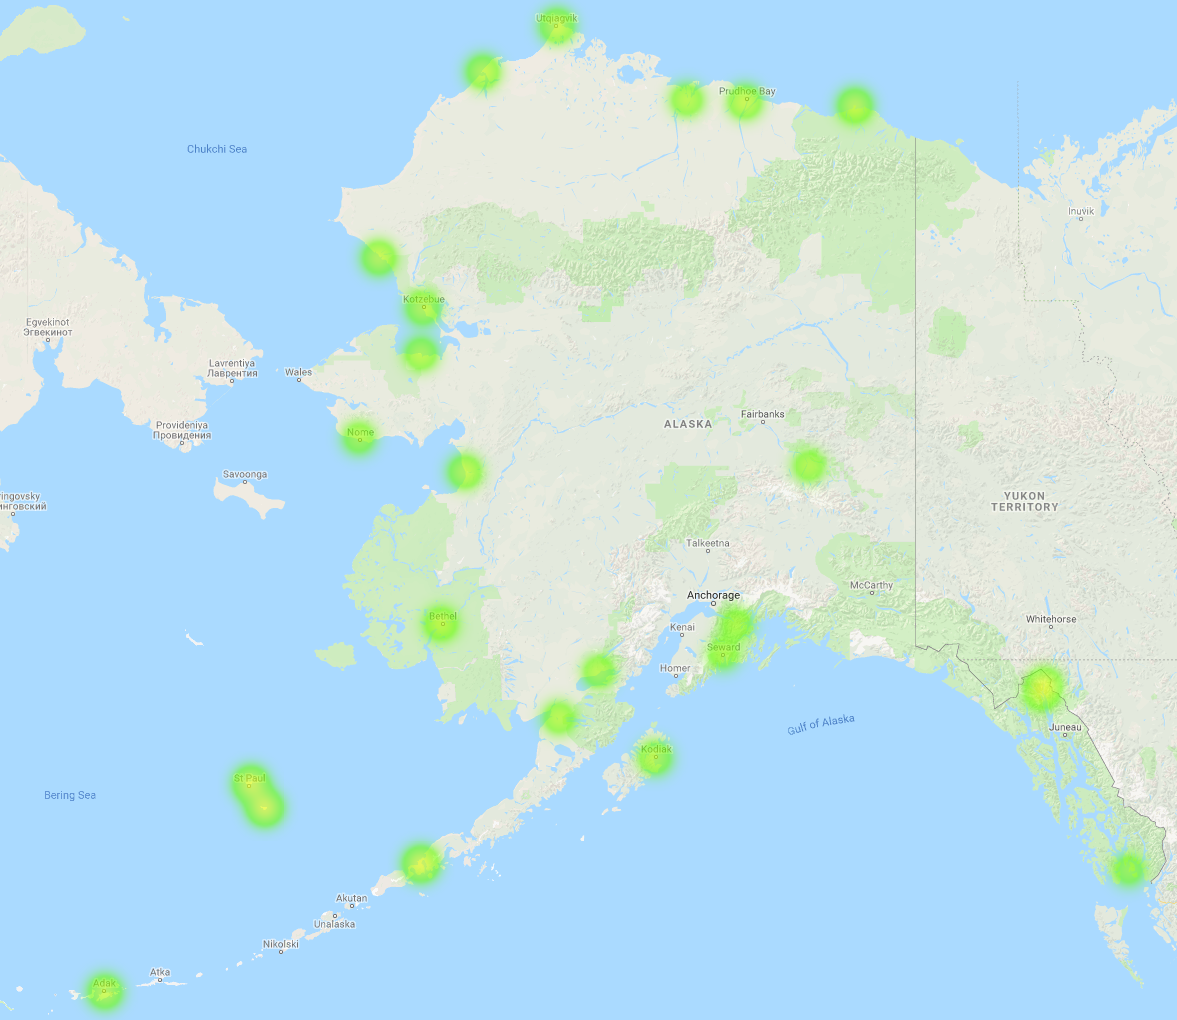 Utqiagvik
Prudhoe Bay
Chukchi Sea
Inuvik
Kotzebue
Egvekinot
Эгвекинот
Lavrentiya
Лаврентия
Wales
Provideniya
Провидения
Nome
Fairbanks
ALASKA
Savoonga
ringovsky
инговский
YUKON
TERRITORY
Talkeetna
McCarthy
Anchorage
Bethel
Kenai
Whitehorse
Seward
Homer
Gulf of Alaska
Juneau
Kodiak
St Paul
Bering Sea
Akutan
Unalaska
Nikolski
Atka
Adak